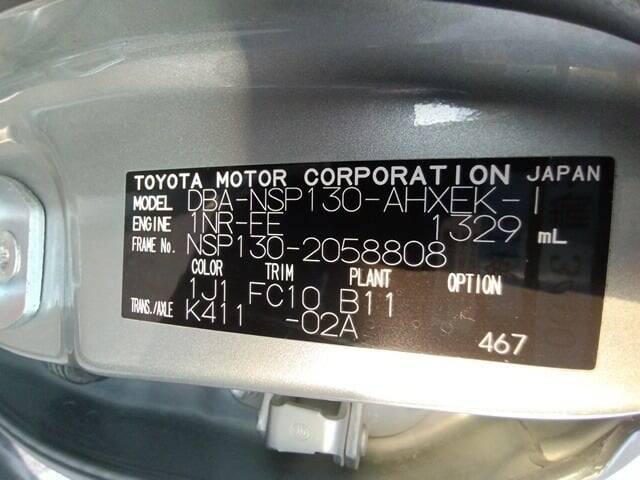 TOYOTA MOTOR CORPORATION JAPAN
MODEL DBA-NSP130-AHXEK-I
ENGINE 1NR-FE 1329 mL
FRAME No. NSP130-2058808
COLOR TRIM PLANT OPTION
1J1 FC10 B11
TRANS./AXLE K411 -02A
467